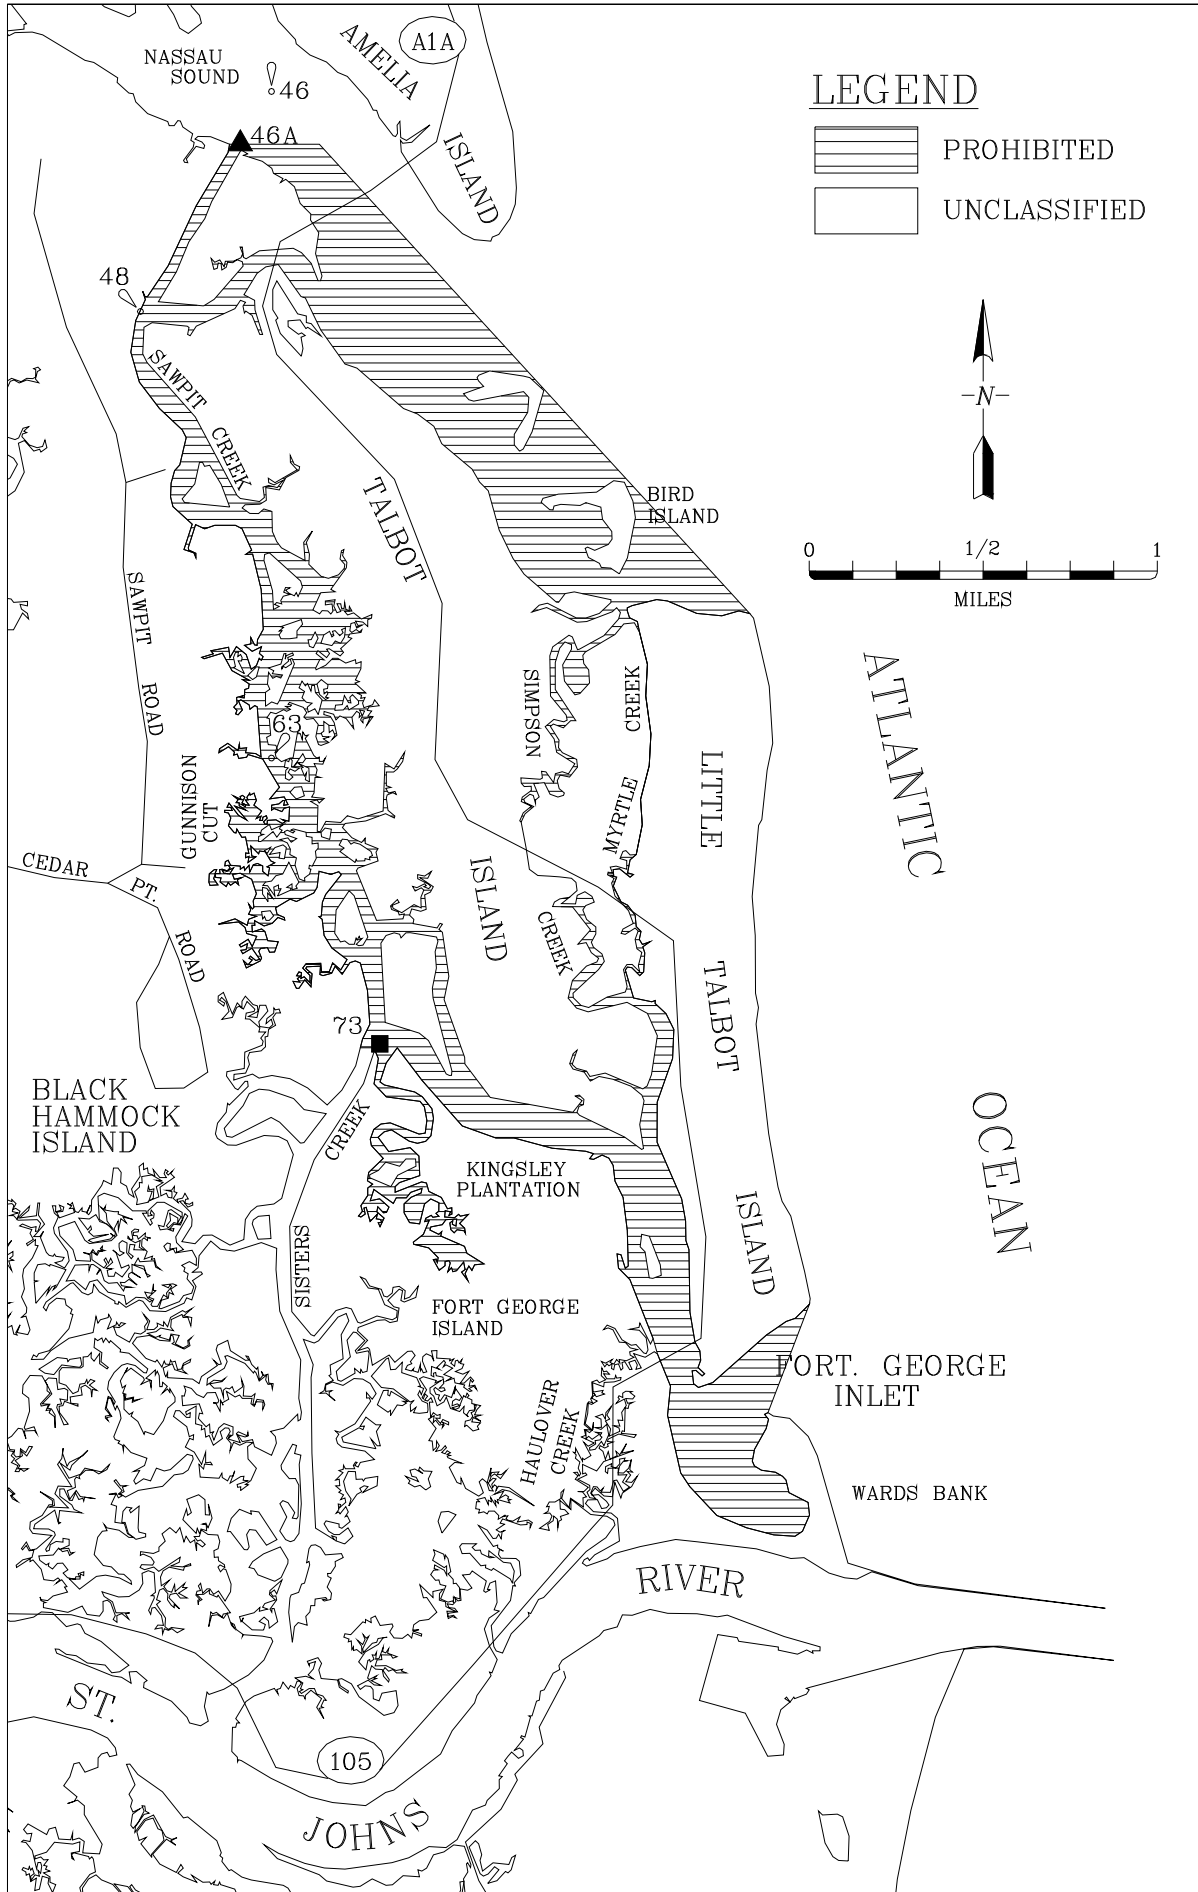 NASSAU
SOUND
AMELIA
A1A
46
46A
ISLAND
LEGEND
PROHIBITED
UNCLASSIFIED
48
-N-
SAWPIT
CREEK
TALBOT
BIRD
ISLAND
0 1/2 1
MILES
SAWPIT
ROAD
SIMPSON
CREEK
ATLANTIC
63
LITTLE
GUNNISON
CUT
MYRTLE
CEDAR
PT.
ROAD
ISLAND
CREEK
TALBOT
73
BLACK
HAMMOCK
ISLAND
CREEK
OCEAN
KINGSLEY
PLANTATION
ISLAND
SISTERS
FORT GEORGE
ISLAND
FORT. GEORGE
INLET
HAULOVER
CREEK
WARDS BANK
RIVER
ST.
105
JOHNS